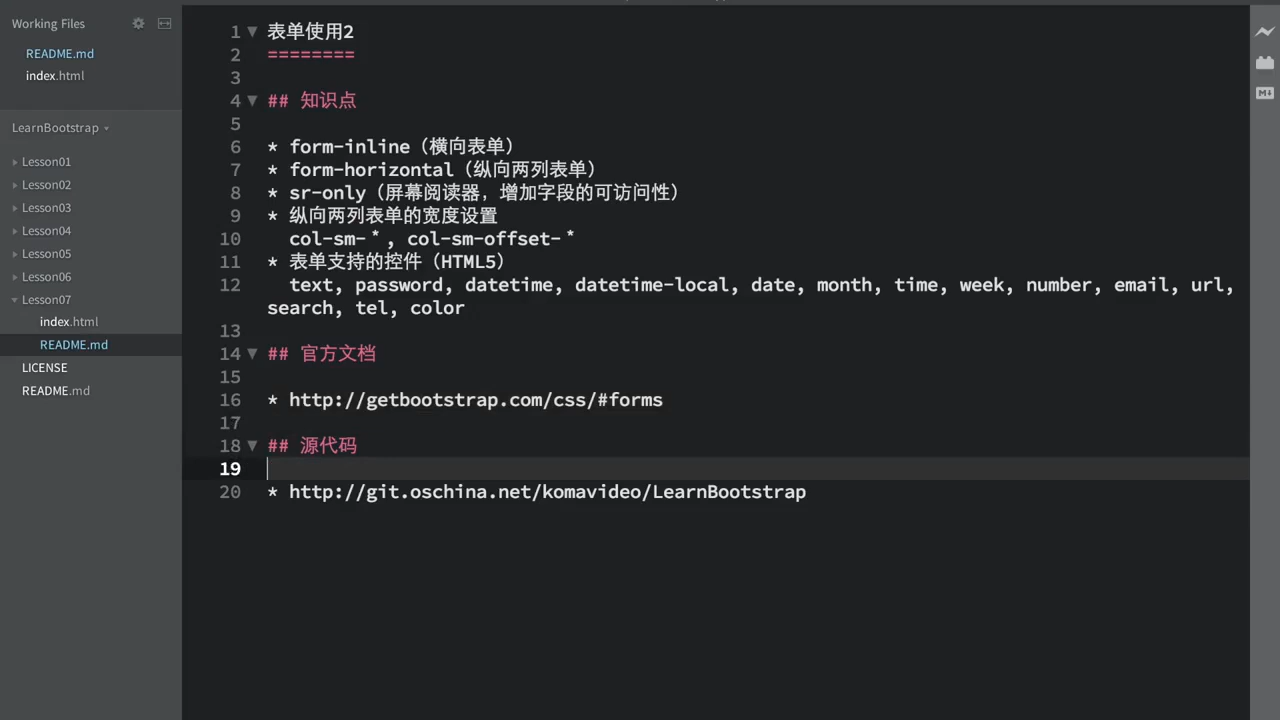 Working Files
README.md
index.html
LearnBootstrap
Lesson01
Lesson02
Lesson03
Lesson04
Lesson05
Lesson06
Lesson07
index.html
README.md
LICENSE
README.md
1 表单使用2
2 ========
3
4 ## 知识点
5
6 * form-inline（横向表单）
7 * form-horizontal（纵向两列表单）
8 * sr-only（屏幕阅读器，增加字段的可访问性）
9 * 纵向两列表单的宽度设置
10 col-sm-*, col-sm-offset-*
11 * 表单支持的控件（HTML5）
12 text, password, datetime, datetime-local, date, month, time, week, number, email, url,
search, tel, color
13
14 ## 官方文档
15
16 * http://getbootstrap.com/css/#forms
17
18 ## 源代码
19
20 * http://git.oschina.net/komavideo/LearnBootstrap
M↓